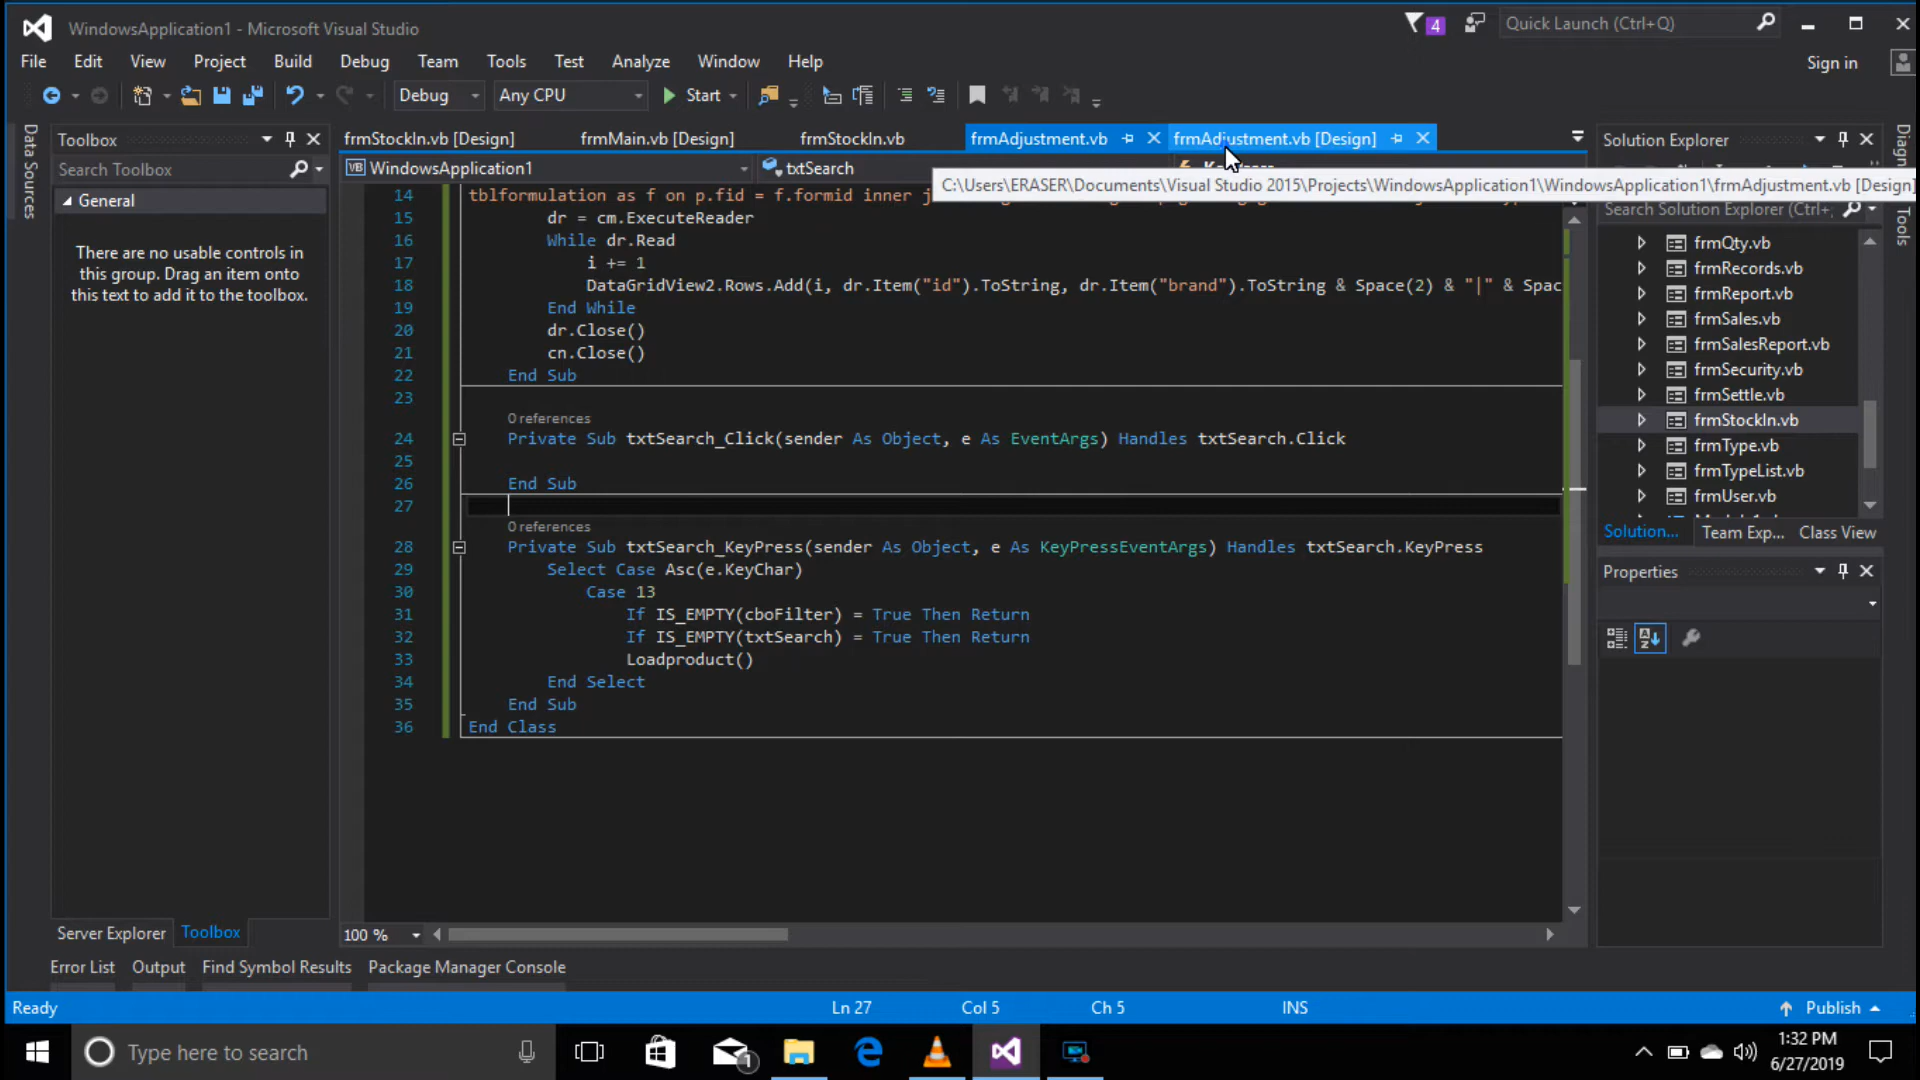 WindowsApplication1 - Microsoft Visual Studio
4
Quick Launch (Ctrl+Q)
File Edit View Project Build Debug Team Tools Test Analyze Window Help
Sign in
Debug Any CPU Start
Data Sources
Toolbox
Search Toolbox
General
There are no usable controls in
this group. Drag an item onto
this text to add it to the toolbox.
Server Explorer Toolbox
frmStockIn.vb [Design] frmMain.vb [Design] frmStockIn.vb frmAdjustment.vb frmAdjustment.vb [Design]
WindowsApplication1 txtSearch
C:\Users\ERASER\Documents\Visual Studio 2015\Projects\WindowsApplication1\WindowsApplication1\frmAdjustment.vb [Design]
14 tblformulation as f on p.fid = f.formid inner j
15 dr = cm.ExecuteReader
16 While dr.Read
17 i += 1
18 DataGridView2.Rows.Add(i, dr.Item("id").ToString, dr.Item("brand").ToString & Space(2) & "|" & Spac
19 End While
20 dr.Close()
21 cn.Close()
22 End Sub
23
0 references
24 Private Sub txtSearch_Click(sender As Object, e As EventArgs) Handles txtSearch.Click
25
26 End Sub
27
0 references
28 Private Sub txtSearch_KeyPress(sender As Object, e As KeyPressEventArgs) Handles txtSearch.KeyPress
29 Select Case Asc(e.KeyChar)
30 Case 13
31 If IS_EMPTY(cboFilter) = True Then Return
32 If IS_EMPTY(txtSearch) = True Then Return
33 Loadproduct()
34 End Select
35 End Sub
36 End Class
100 %
Solution Explorer
Search Solution Explorer (Ctrl+;
frmQty.vb
frmRecords.vb
frmReport.vb
frmSales.vb
frmSalesReport.vb
frmSecurity.vb
frmSettle.vb
frmStockIn.vb
frmType.vb
frmTypeList.vb
frmUser.vb
Solution... Team Exp... Class View
Properties
Diagn
Tools
Error List Output Find Symbol Results Package Manager Console
Ready Ln 27 Col 5 Ch 5 INS Publish
Type here to search
1
1:32 PM
6/27/2019